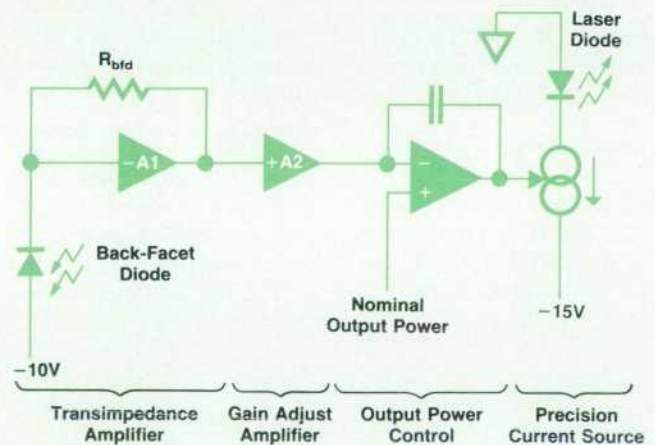 Laser
Diode
R_bfd
−A1
+A2
−
+
Back-Facet
Diode
Nominal
Output Power
−15V
−10V
Transimpedance
Amplifier
Gain Adjust
Amplifier
Output Power
Control
Precision
Current Source